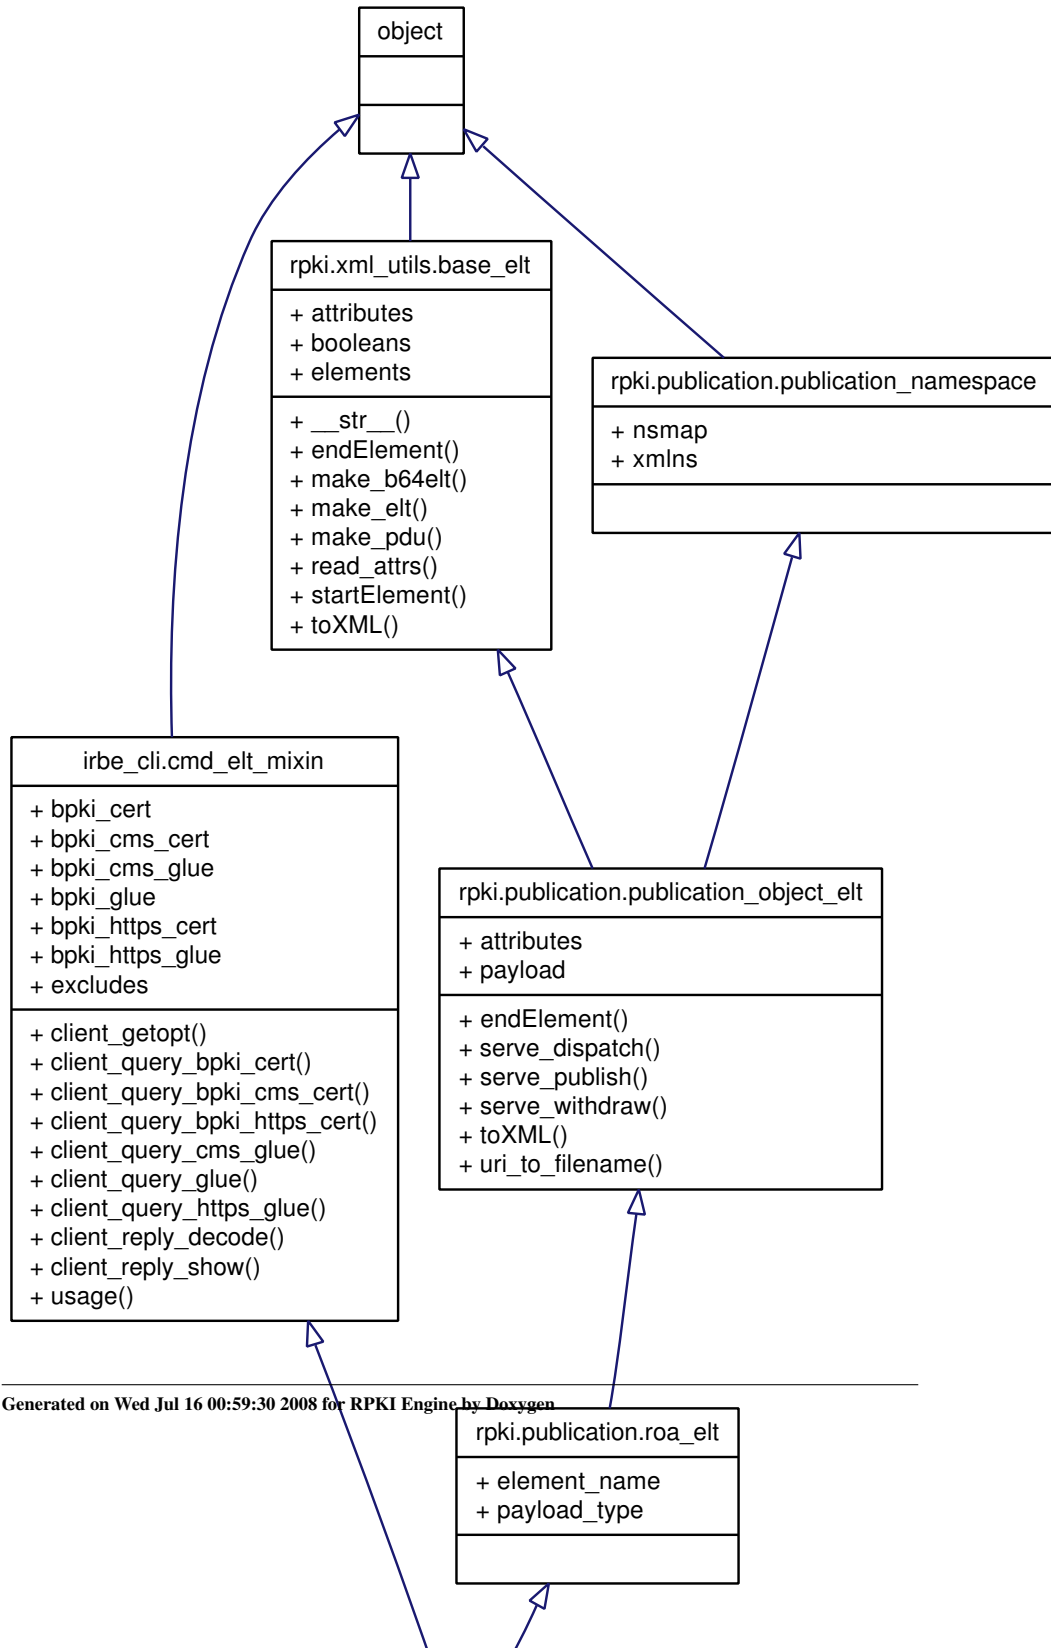 object
rpki.xml_utils.base_elt
+ attributes
+ booleans
+ elements
+ __str__()
+ endElement()
+ make_b64elt()
+ make_elt()
+ make_pdu()
+ read_attrs()
+ startElement()
+ toXML()
rpki.publication.publication_namespace
+ nsmap
+ xmlns
irbe_cli.cmd_elt_mixin
+ bpki_cert
+ bpki_cms_cert
+ bpki_cms_glue
+ bpki_glue
+ bpki_https_cert
+ bpki_https_glue
+ excludes
+ client_getopt()
+ client_query_bpki_cert()
+ client_query_bpki_cms_cert()
+ client_query_bpki_https_cert()
+ client_query_cms_glue()
+ client_query_glue()
+ client_query_https_glue()
+ client_reply_decode()
+ client_reply_show()
+ usage()
rpki.publication.publication_object_elt
+ attributes
+ payload
+ endElement()
+ serve_dispatch()
+ serve_publish()
+ serve_withdraw()
+ toXML()
+ uri_to_filename()
Generated on Wed Jul 16 00:59:30 2008 for RPKI Engine by Doxygen
rpki.publication.roa_elt
+ element_name
+ payload_type